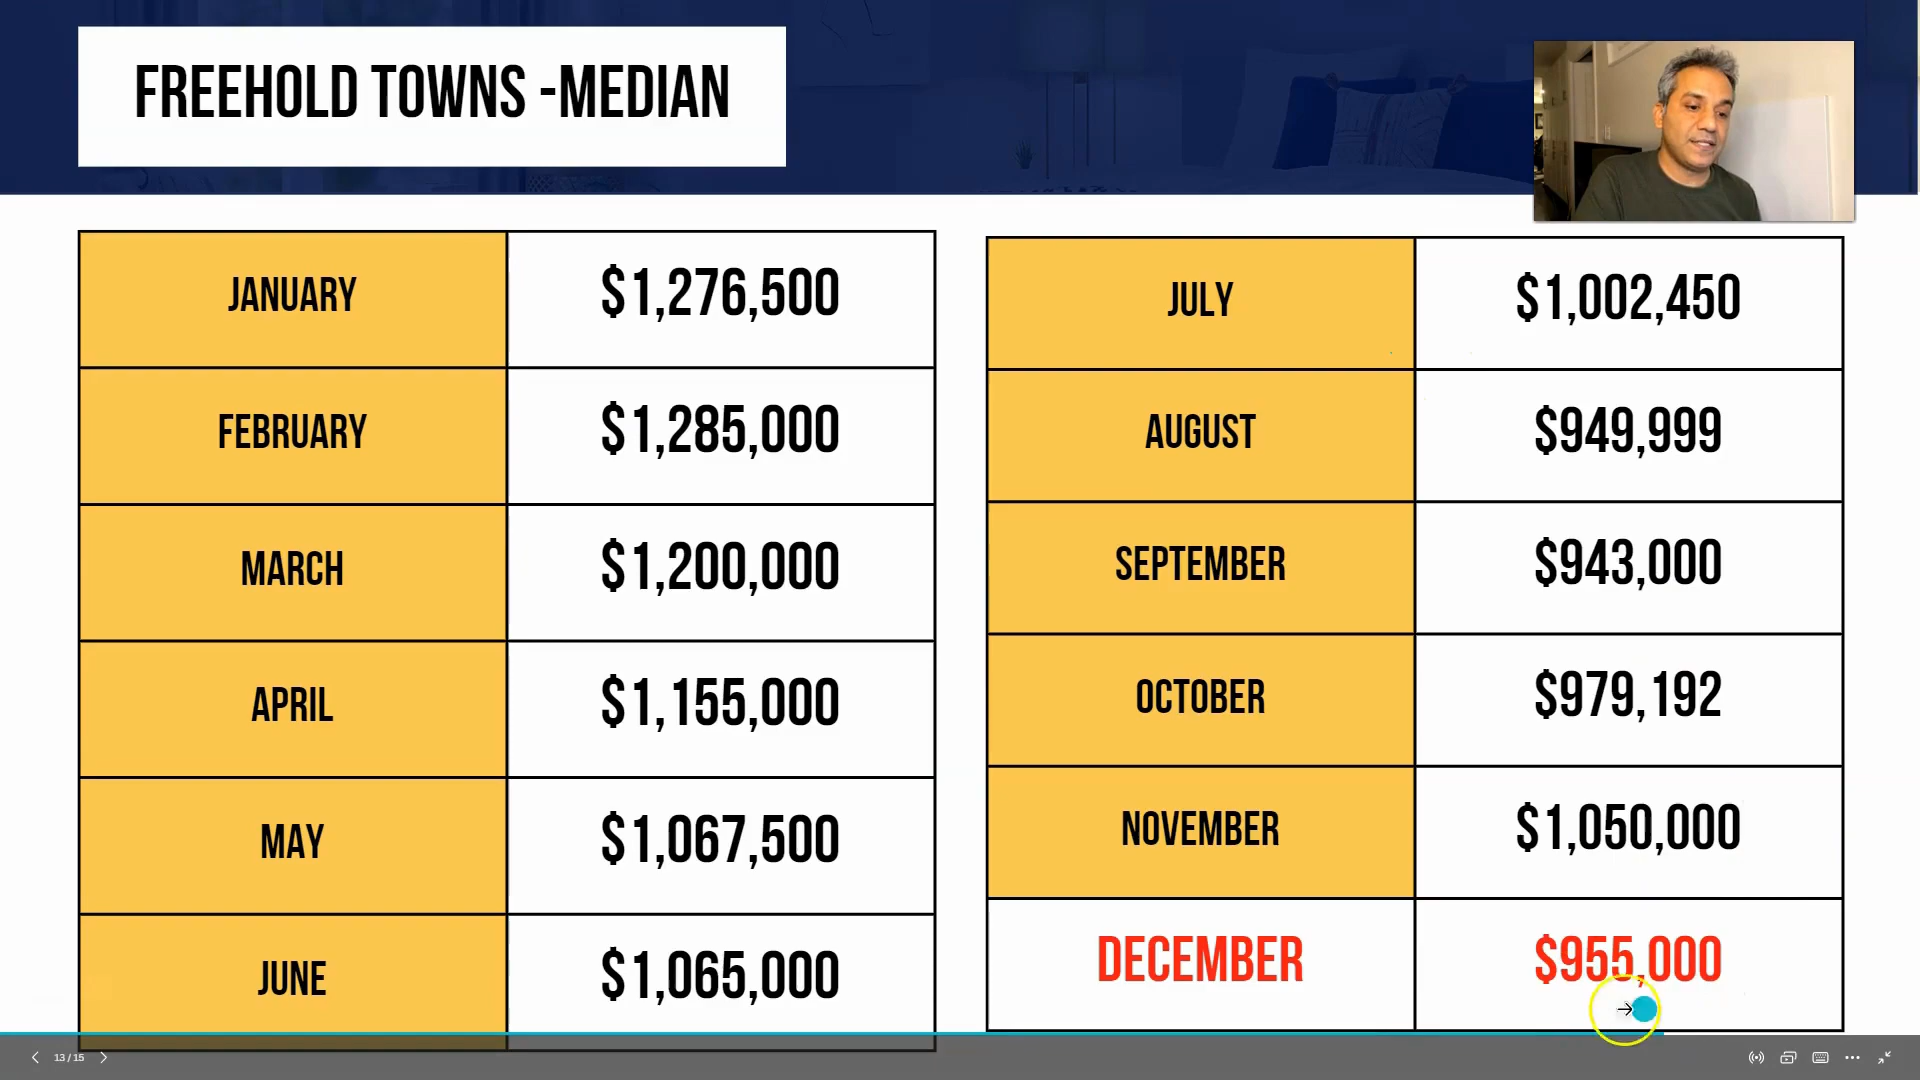 FREEHOLD TOWNS -MEDIAN
JANUARY $1,276,500
FEBRUARY $1,285,000
MARCH $1,200,000
APRIL $1,155,000
MAY $1,067,500
JUNE $1,065,000
JULY $1,002,450
AUGUST $949,999
SEPTEMBER $943,000
OCTOBER $979,192
NOVEMBER $1,050,000
DECEMBER $955,000
13 / 15